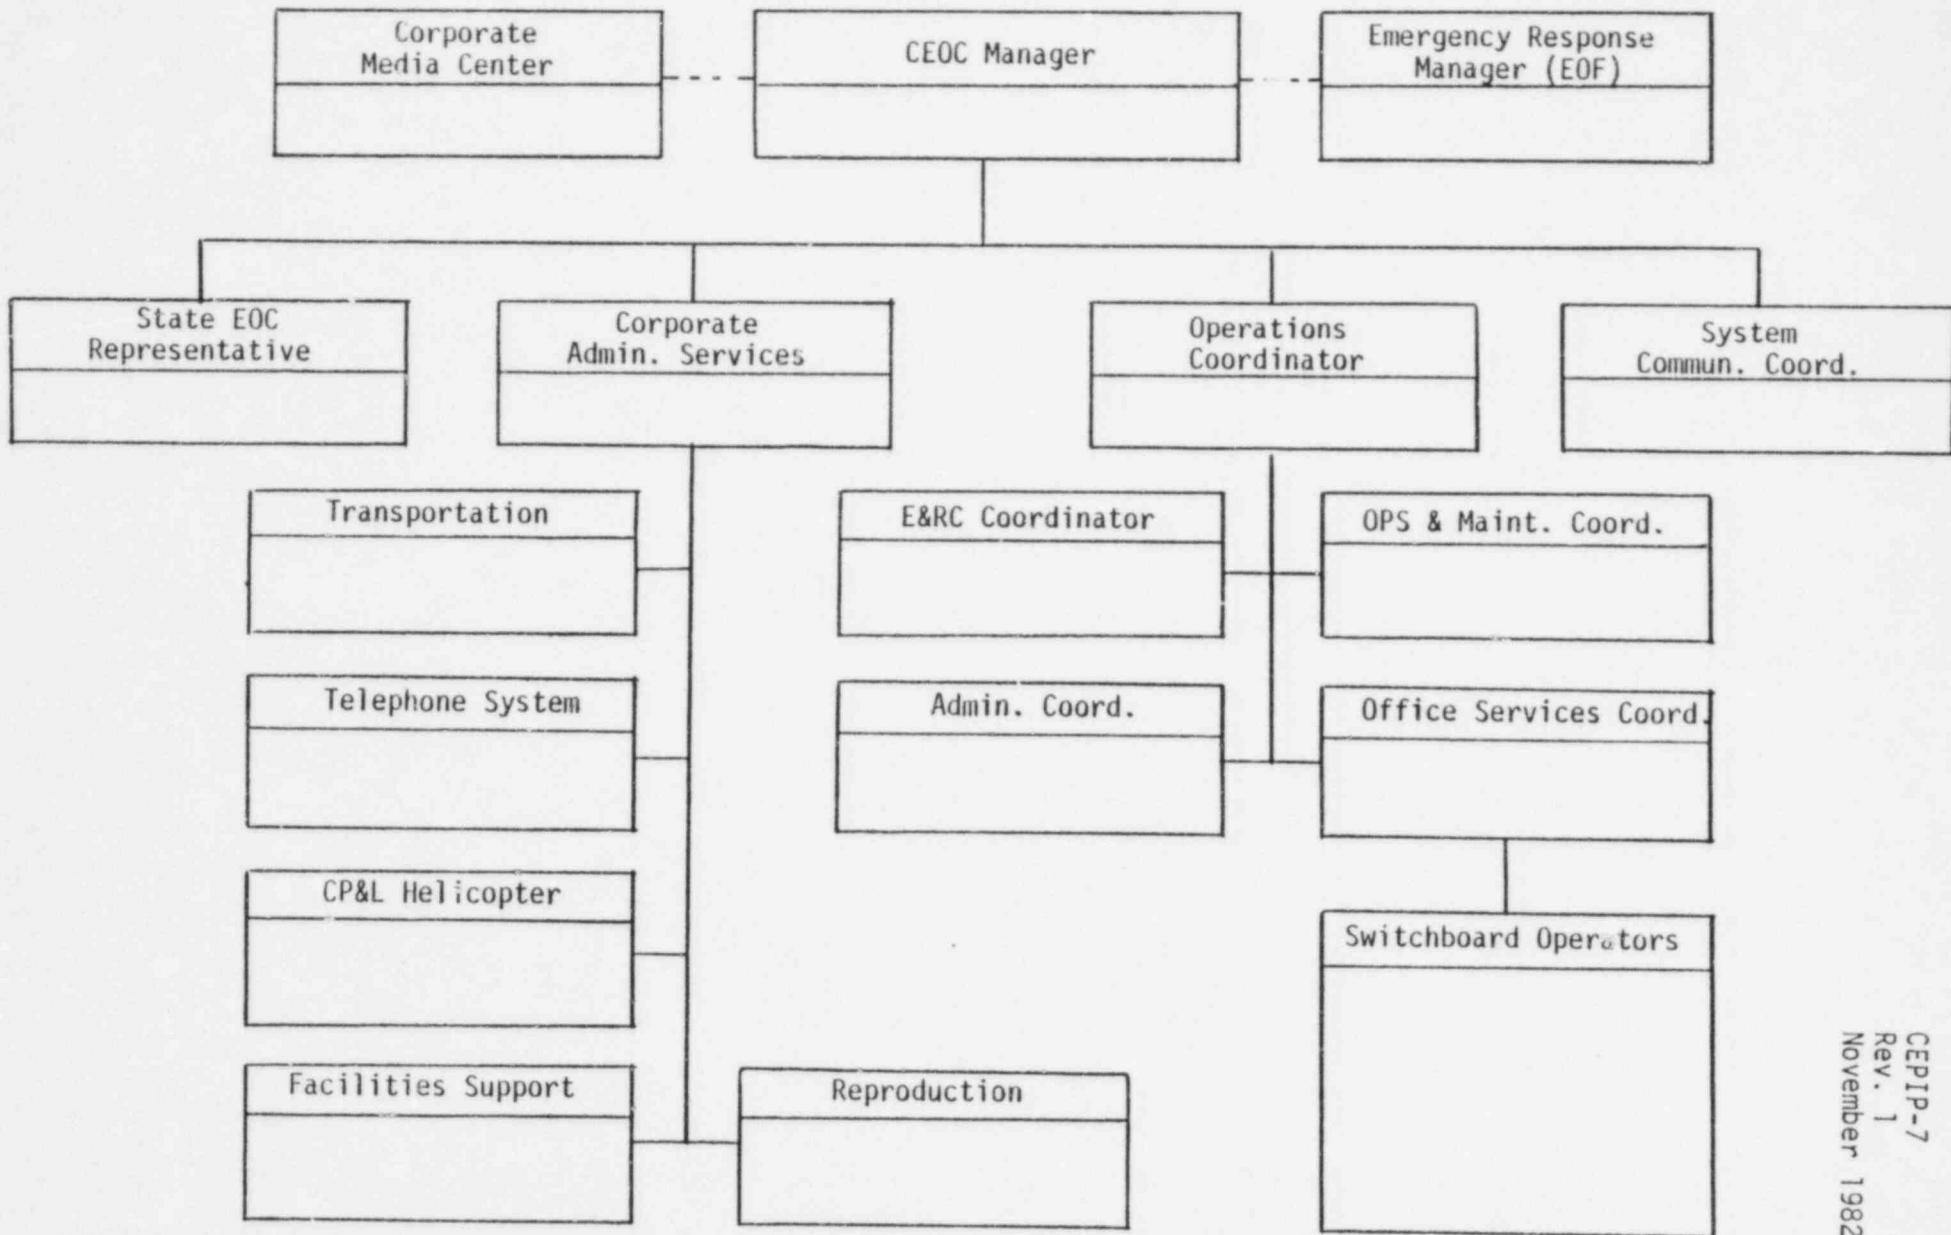 Corporate
Media Center
CEOC Manager
Emergency Response
Manager (EOF)
State EOC
Representative
Corporate
Admin. Services
Operations
Coordinator
System
Commun. Coord.
Transportation
E&RC Coordinator
OPS & Maint. Coord.
Telephone System
Admin. Coord.
Office Services Coord.
CP&L Helicopter
Switchboard Operators
Facilities Support
Reproduction
CEPIP-7
Rev. 1
November 1982